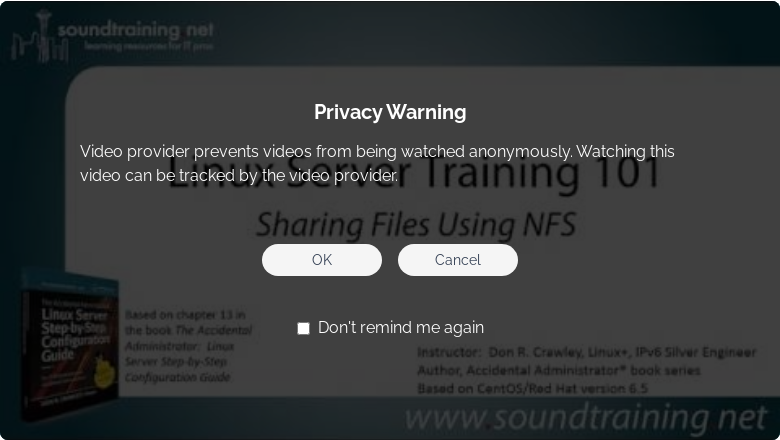 soundtraining.net
learning resources for IT pros
Privacy Warning
Video provider prevents videos from being watched anonymously. Watching this
video can be tracked by the video provider.
Linux Server Training 101
Sharing Files Using NFS
OK
Cancel
Don't remind me again
The Accidental Administrator
Linux Server
Step-by-Step
Configuration
Guide
Based on chapter 13 in
the book The Accidental
Administrator: Linux
Server Step-by-Step
Configuration Guide
Instructor: Don R. Crawley, Linux+, IPv6 Silver Engineer
Author, Accidental Administrator® book series
Based on CentOS/Red Hat version 6.5
www.soundtraining.net